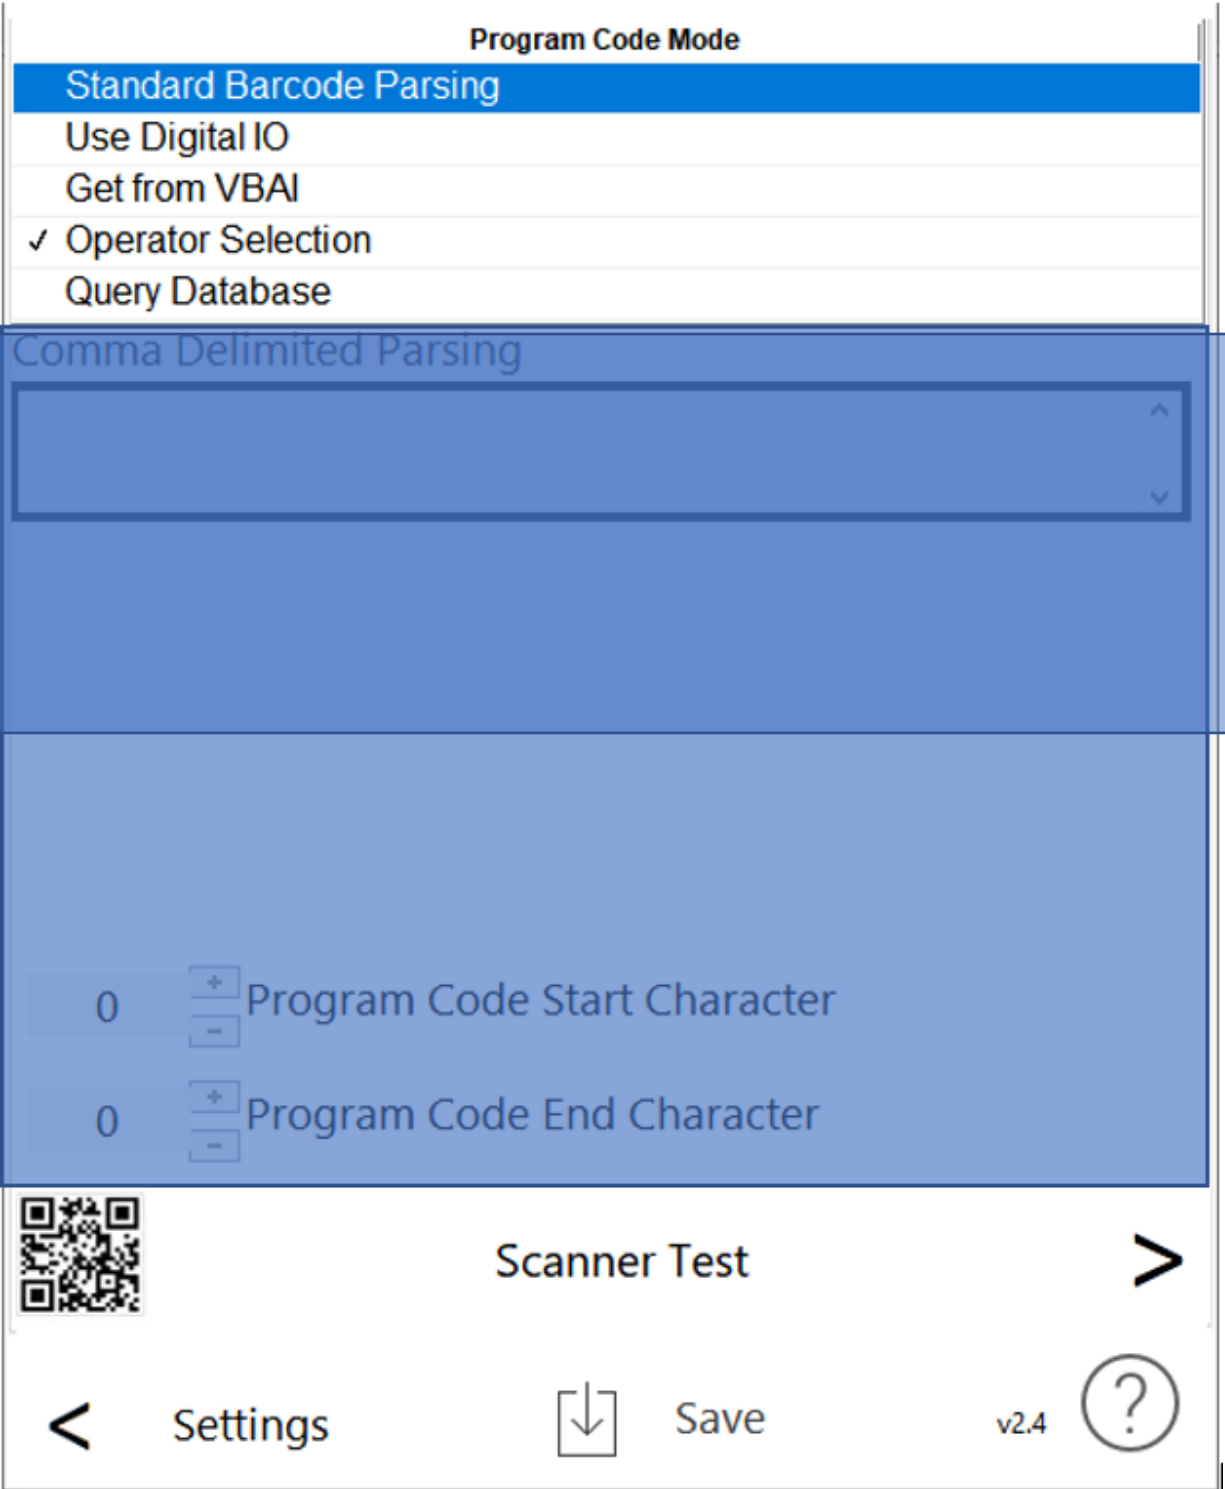 Program Code Mode
Standard Barcode Parsing
Use Digital IO
Get from VBAI
✓ Operator Selection
Query Database
Comma Delimited Parsing
0 + - Program Code Start Character
0 + - Program Code End Character
Scanner Test >
< Settings Save v2.4 ?